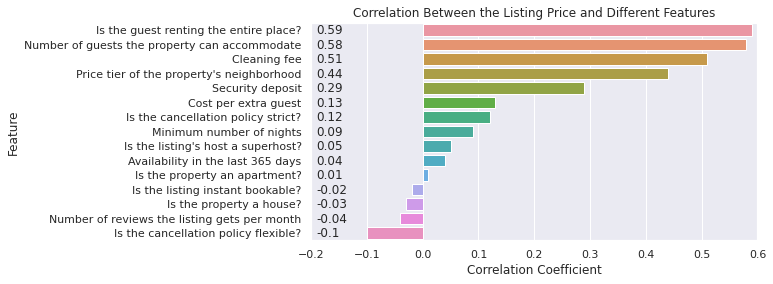 Correlation Between the Listing Price and Different Features
Is the guest renting the entire place? 0.59
Number of guests the property can accommodate 0.58
Cleaning fee 0.51
Price tier of the property's neighborhood 0.44
Security deposit 0.29
Cost per extra guest 0.13
Is the cancellation policy strict? 0.12
Minimum number of nights 0.09
Is the listing's host a superhost? 0.05
Availability in the last 365 days 0.04
Is the property an apartment? 0.01
Is the listing instant bookable? -0.02
Is the property a house? -0.03
Number of reviews the listing gets per month -0.04
Is the cancellation policy flexible? -0.1
Feature
−0.2 −0.1 0.0 0.1 0.2 0.3 0.4 0.5 0.6
Correlation Coefficient